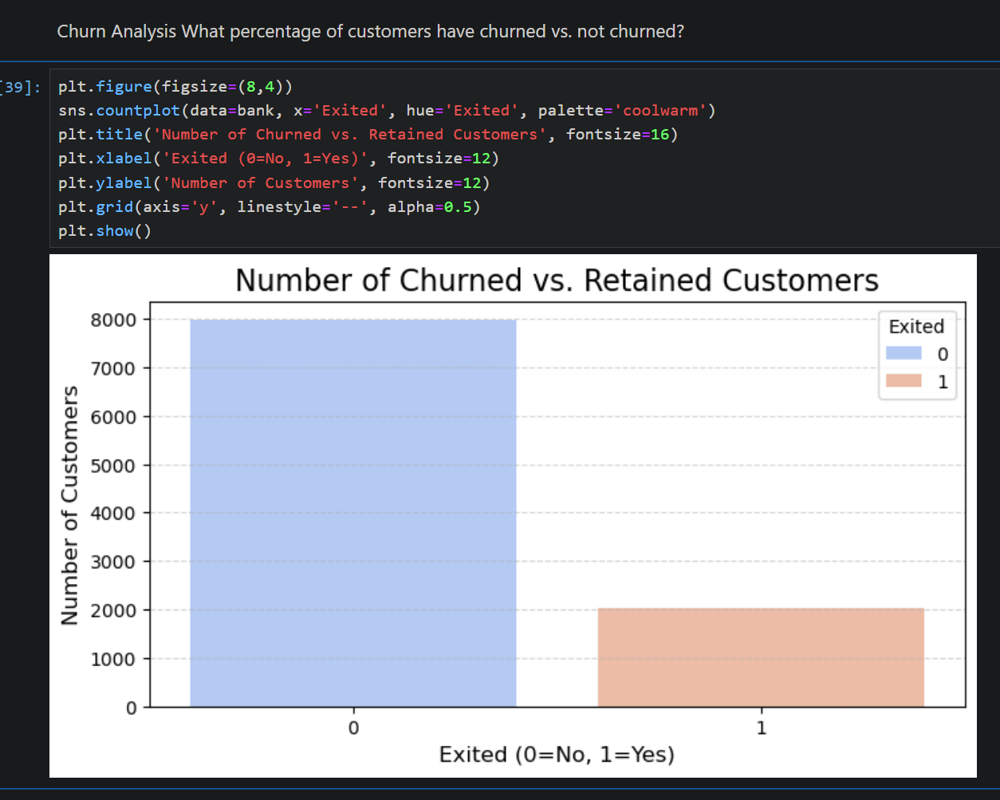 Churn Analysis What percentage of customers have churned vs. not churned?
[39]:
plt.figure(figsize=(8,4))
sns.countplot(data=bank, x='Exited', hue='Exited', palette='coolwarm')
plt.title('Number of Churned vs. Retained Customers', fontsize=16)
plt.xlabel('Exited (0=No, 1=Yes)', fontsize=12)
plt.ylabel('Number of Customers', fontsize=12)
plt.grid(axis='y', linestyle='--', alpha=0.5)
plt.show()
Number of Churned vs. Retained Customers
Number of Customers
8000
7000
6000
5000
4000
3000
2000
1000
0
Exited
0
1
0
1
Exited (0=No, 1=Yes)